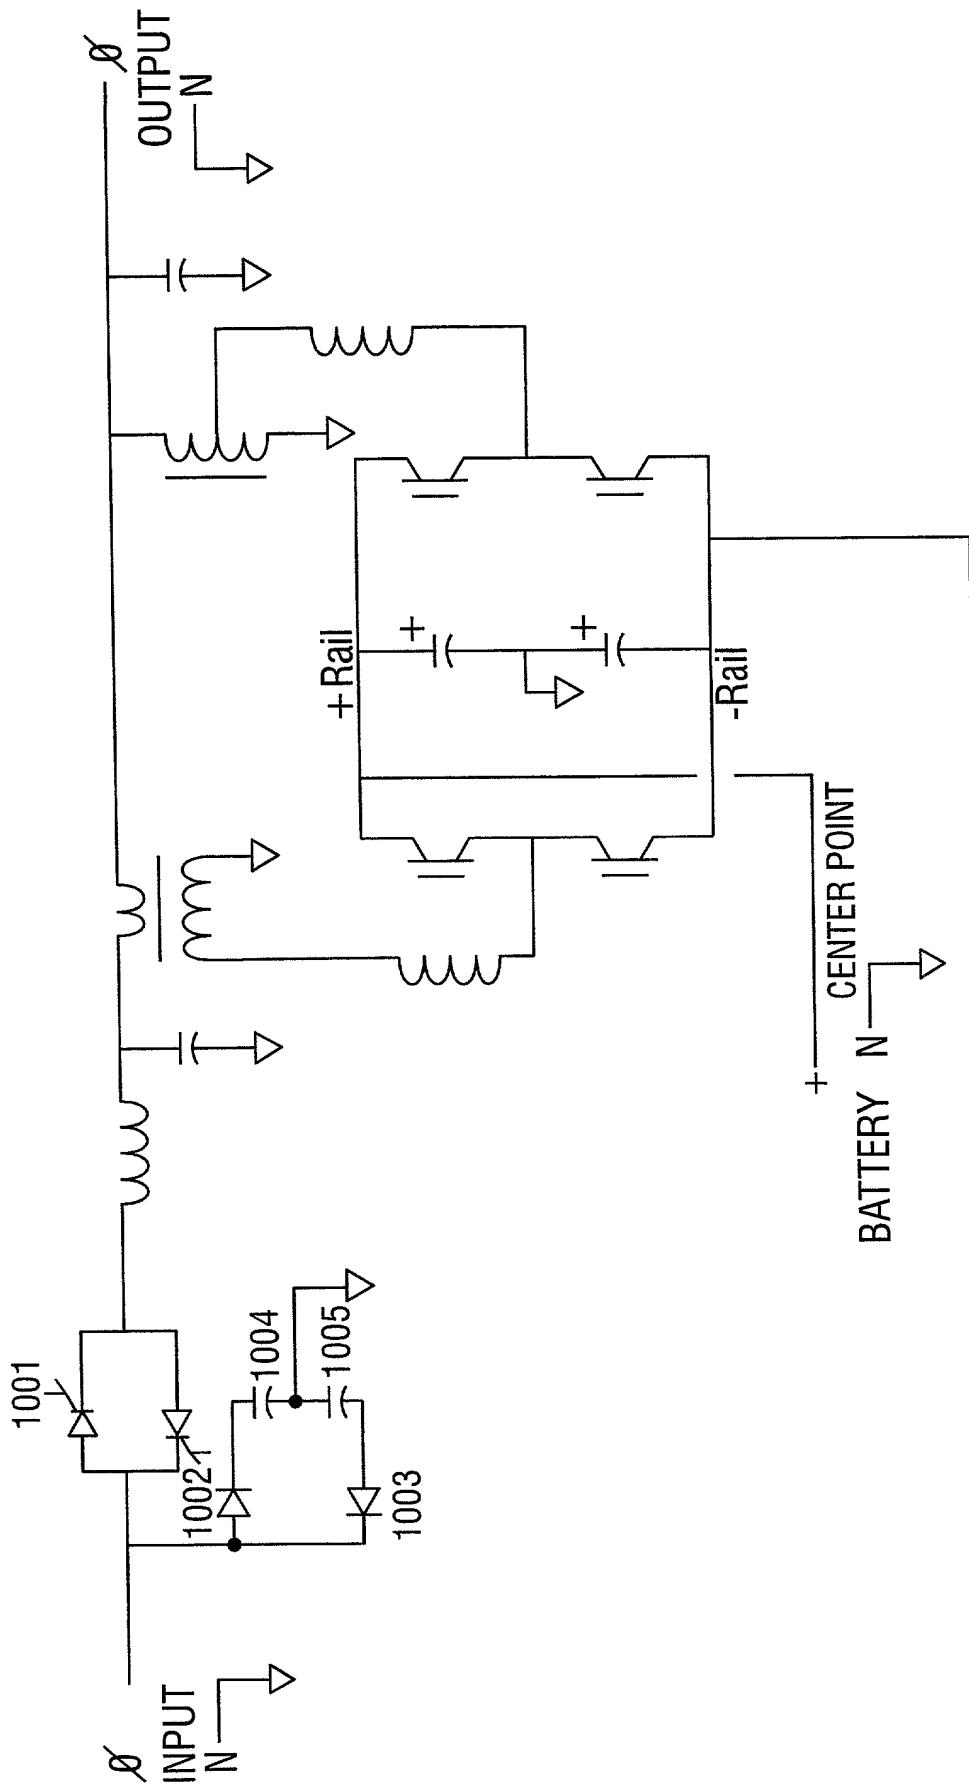 1001
1002
1003
1004
1005
Ø
INPUT
N
Ø
OUTPUT
N
+Rail
+
+
-Rail
CENTER POINT
+
BATTERY N